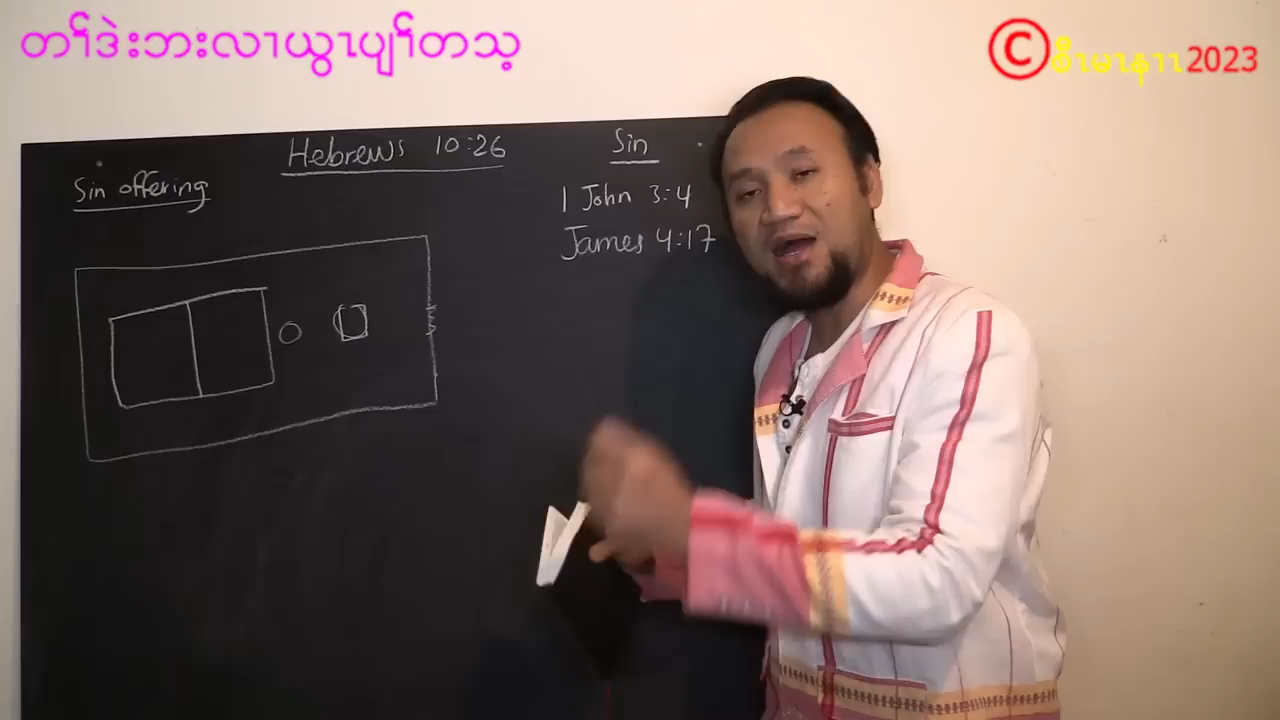 တၢ်ဒဲးဘးလၢယွၤပျၢ်တသ့
©စီၤမၤနၢၤ2023
Hebrews 10:26
Sin
Sin offering
1 John 3:4
James 4:17